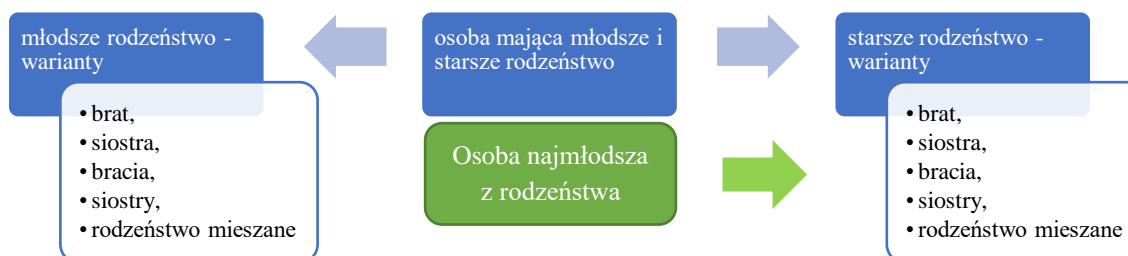 młodsze rodzeństwo -
warianty
• brat,
• siostra,
• bracia,
• siostry,
• rodzeństwo mieszane
osoba mająca młodsze i
starsze rodzeństwo
Osoba najmłodsza
z rodzeństwa
starsze rodzeństwo -
warianty
• brat,
• siostra,
• bracia,
• siostry,
• rodzeństwo mieszane